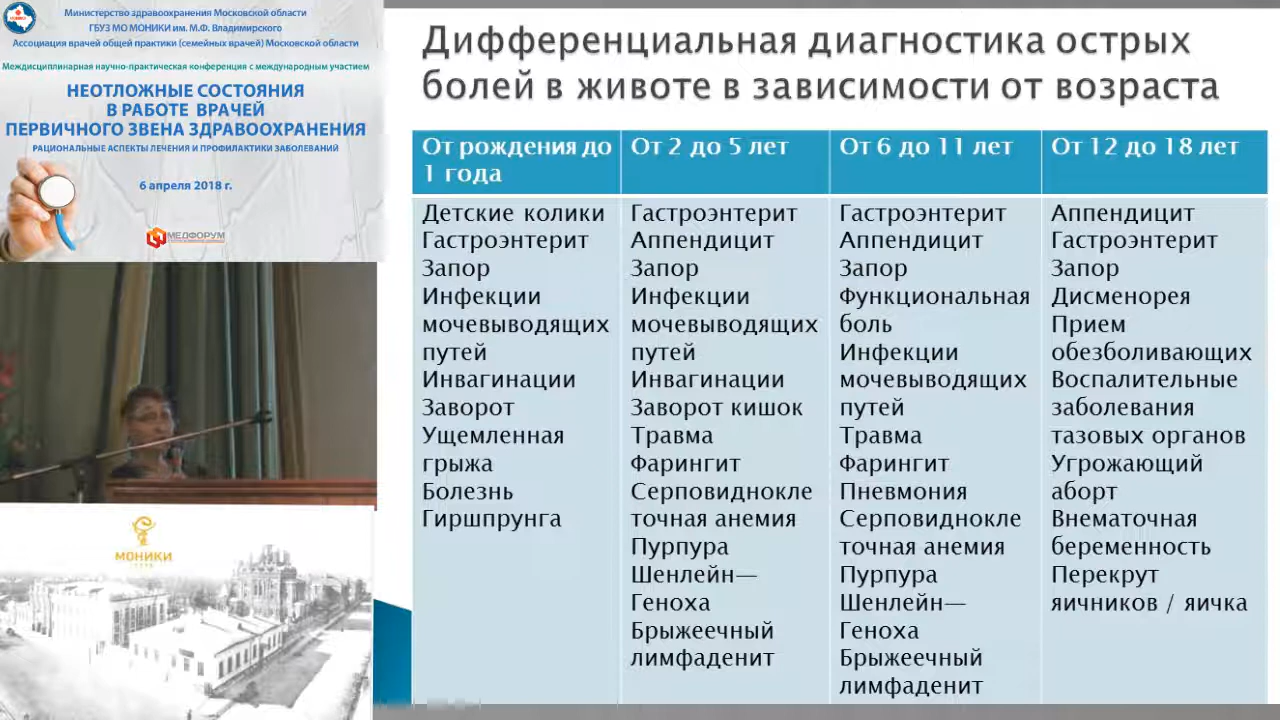 Министерство здравоохранения Московской области
ГБУЗ МО МОНИКИ им. М.Ф. Владимирского
Ассоциация врачей общей практики (семейных врачей) Московской области
Междисциплинарная научно-практическая конференция с международным участием
НЕОТЛОЖНЫЕ СОСТОЯНИЯ
В РАБОТЕ ВРАЧЕЙ
ПЕРВИЧНОГО ЗВЕНА ЗДРАВООХРАНЕНИЯ
РАЦИОНАЛЬНЫЕ АСПЕКТЫ ЛЕЧЕНИЯ И ПРОФИЛАКТИКИ ЗАБОЛЕВАНИЙ
6 апреля 2018 г.
МЕДФОРУМ
МОНИКИ
Дифференциальная диагностика острых
болей в животе в зависимости от возраста
От рождения до
1 года
Детские колики
Гастроэнтерит
Запор
Инфекции
мочевыводящих
путей
Инвагинации
Заворот
Ущемленная
грыжа
Болезнь
Гиршпрунга
От 2 до 5 лет
Гастроэнтерит
Аппендицит
Запор
Инфекции
мочевыводящих
путей
Инвагинации
Заворот кишок
Травма
Фарингит
Серповиднокле
точная анемия
Пурпура
Шенлейн—
Геноха
Брыжеечный
лимфаденит
От 6 до 11 лет
Гастроэнтерит
Аппендицит
Запор
Функциональная
боль
Инфекции
мочевыводящих
путей
Травма
Фарингит
Пневмония
Серповиднокле
точная анемия
Пурпура
Шенлейн—
Геноха
Брыжеечный
лимфаденит
От 12 до 18 лет
Аппендицит
Гастроэнтерит
Запор
Дисменорея
Прием
обезболивающих
Воспалительные
заболевания
тазовых органов
Угрожающий
аборт
Внематочная
беременность
Перекрут
яичников / яичка